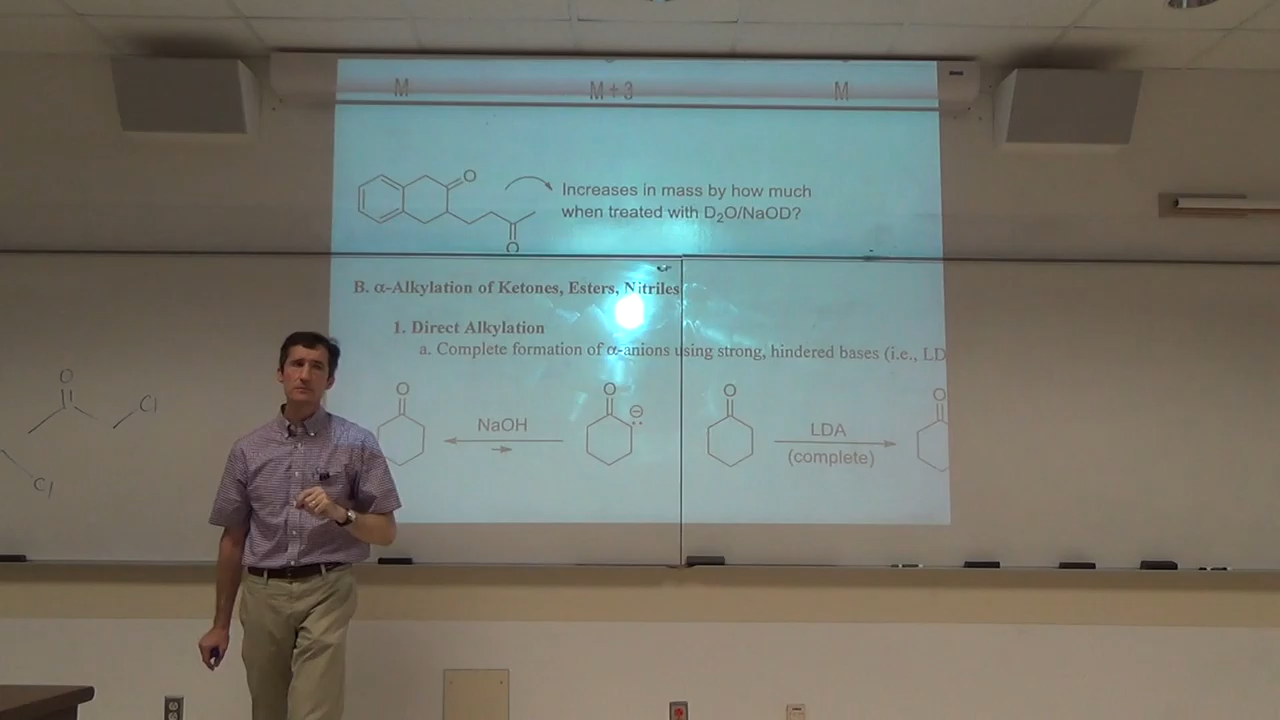 M M + 3 M
O
Increases in mass by how much
when treated with D2O/NaOD?
O
B. α-Alkylation of Ketones, Esters, Nitriles
1. Direct Alkylation
a. Complete formation of α-anions using strong, hindered bases (i.e., LD
O
Cl
Cl
O
NaOH
O
⊖
O
LDA
(complete)
O